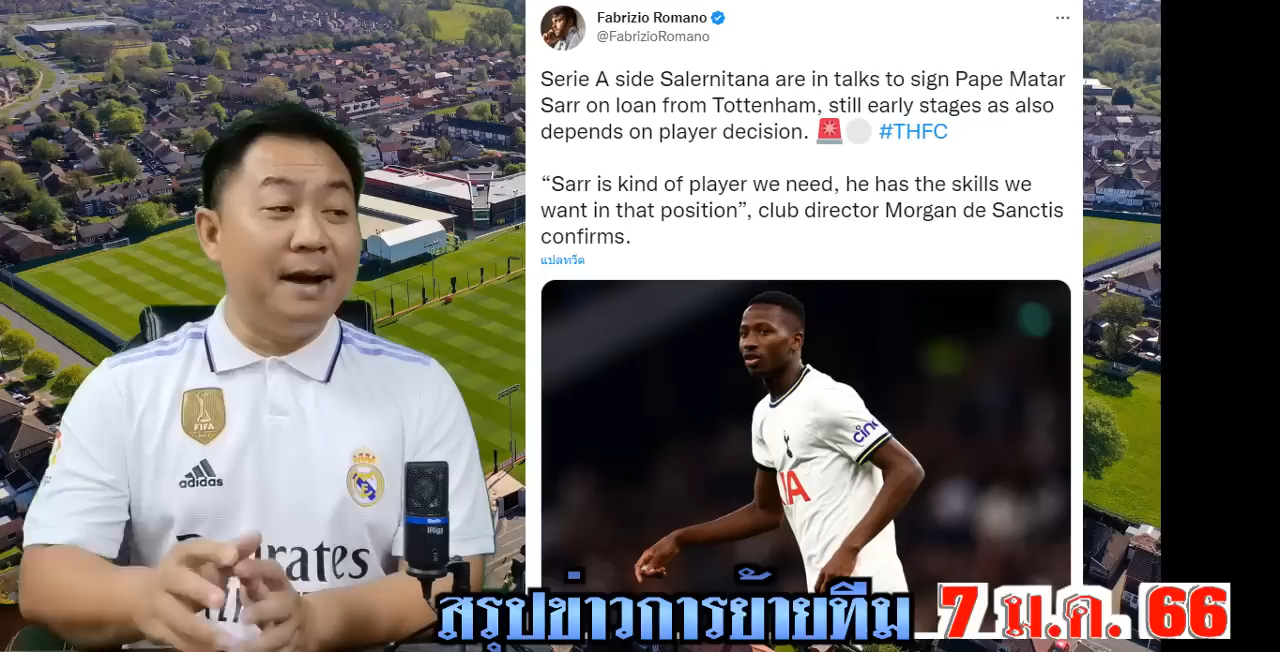 Fabrizio Romano
@FabrizioRomano
Serie A side Salernitana are in talks to sign Pape Matar
Sarr on loan from Tottenham, still early stages as also
depends on player decision. 🚨⚪ #THFC
“Sarr is kind of player we need, he has the skills we
want in that position”, club director Morgan de Sanctis
confirms.
แปลทวีต
FIFA
adidas
iRig
cinc
IA
สรุปข่าวการย้ายทีม 7 ม.ค. 66